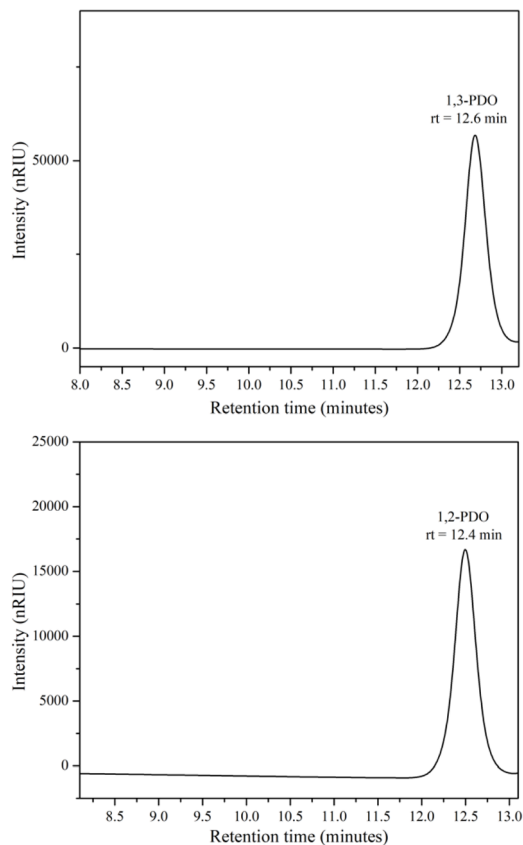 1,3-PDO
rt = 12.6 min
50000
0
Intensity (nRIU)
8.0 8.5 9.0 9.5 10.0 10.5 11.0 11.5 12.0 12.5 13.0
Retention time (minutes)
25000
1,2-PDO
rt = 12.4 min
20000
15000
10000
5000
0
Intensity (nRIU)
8.5 9.0 9.5 10.0 10.5 11.0 11.5 12.0 12.5 13.0
Retention time (minutes)